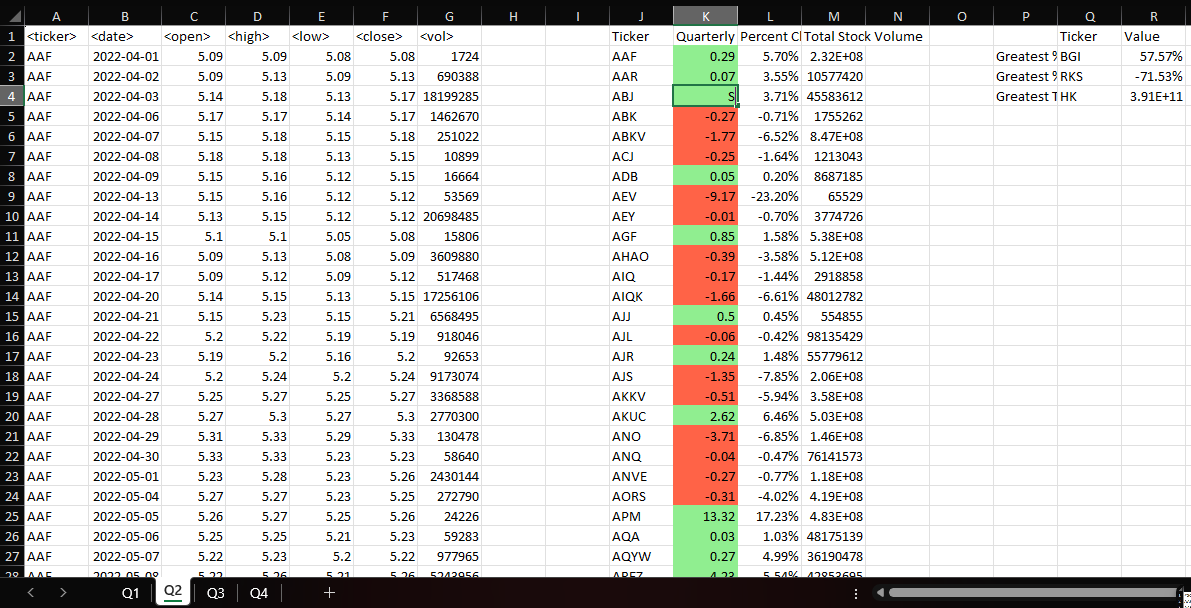 A B C D E F G H I J K L M N O P Q R
1 <ticker> <date> <open> <high> <low> <close> <vol> Ticker Quarterly Percent Cl Total Stock Volume Ticker Value
2 AAF 2022-04-01 5.09 5.09 5.08 5.08 1724 AAF 0.29 5.70% 2.32E+08 Greatest % BGI 57.57%
3 AAF 2022-04-02 5.09 5.13 5.09 5.13 690388 AAR 0.07 3.55% 10577420 Greatest % RKS -71.53%
4 AAF 2022-04-03 5.14 5.18 5.13 5.17 18199285 ABJ S 3.71% 45583612 Greatest T HK 3.91E+11
5 AAF 2022-04-06 5.17 5.17 5.14 5.17 1462670 ABK -0.27 -0.71% 1755262
6 AAF 2022-04-07 5.15 5.18 5.15 5.18 251022 ABKV -1.77 -6.52% 8.47E+08
7 AAF 2022-04-08 5.18 5.18 5.13 5.15 10899 ACJ -0.25 -1.64% 1213043
8 AAF 2022-04-09 5.15 5.16 5.12 5.15 16664 ADB 0.05 0.20% 8687185
9 AAF 2022-04-13 5.15 5.16 5.12 5.12 53569 AEV -9.17 -23.20% 65529
10 AAF 2022-04-14 5.13 5.15 5.12 5.12 20698485 AEY -0.01 -0.70% 3774726
11 AAF 2022-04-15 5.1 5.1 5.05 5.08 15806 AGF 0.85 1.58% 5.38E+08
12 AAF 2022-04-16 5.09 5.13 5.08 5.09 3609880 AHAO -0.39 -3.58% 5.12E+08
13 AAF 2022-04-17 5.09 5.12 5.09 5.12 517468 AIQ -0.17 -1.44% 2918858
14 AAF 2022-04-20 5.14 5.15 5.13 5.15 17256106 AIQK -1.66 -6.61% 48012782
15 AAF 2022-04-21 5.15 5.23 5.15 5.21 6568495 AJJ 0.5 0.45% 554855
16 AAF 2022-04-22 5.2 5.22 5.19 5.19 918046 AJL -0.06 -0.42% 98135429
17 AAF 2022-04-23 5.19 5.2 5.16 5.2 92653 AJR 0.24 1.48% 55779612
18 AAF 2022-04-24 5.2 5.24 5.2 5.24 9173074 AJS -1.35 -7.85% 2.06E+08
19 AAF 2022-04-27 5.25 5.27 5.25 5.27 3368588 AKKV -0.51 -5.94% 3.58E+08
20 AAF 2022-04-28 5.27 5.3 5.27 5.3 2770300 AKUC 2.62 6.46% 5.03E+08
21 AAF 2022-04-29 5.31 5.33 5.29 5.33 130478 ANO -3.71 -6.85% 1.46E+08
22 AAF 2022-04-30 5.33 5.33 5.23 5.23 58640 ANQ -0.04 -0.47% 76141573
23 AAF 2022-05-01 5.23 5.28 5.23 5.26 2430144 ANVE -0.27 -0.77% 1.18E+08
24 AAF 2022-05-04 5.27 5.27 5.23 5.25 272790 AORS -0.31 -4.02% 4.19E+08
25 AAF 2022-05-05 5.26 5.27 5.25 5.26 24226 APM 13.32 17.23% 4.83E+08
26 AAF 2022-05-06 5.25 5.25 5.21 5.23 59283 AQA 0.03 1.03% 48175139
27 AAF 2022-05-07 5.22 5.23 5.2 5.22 977965 AQYW 0.27 4.99% 36190478
28 AAF 2022-05-08 5.22 5.26 5.21 5.26 4.23 5.54%
Q1 Q2 Q3 Q4